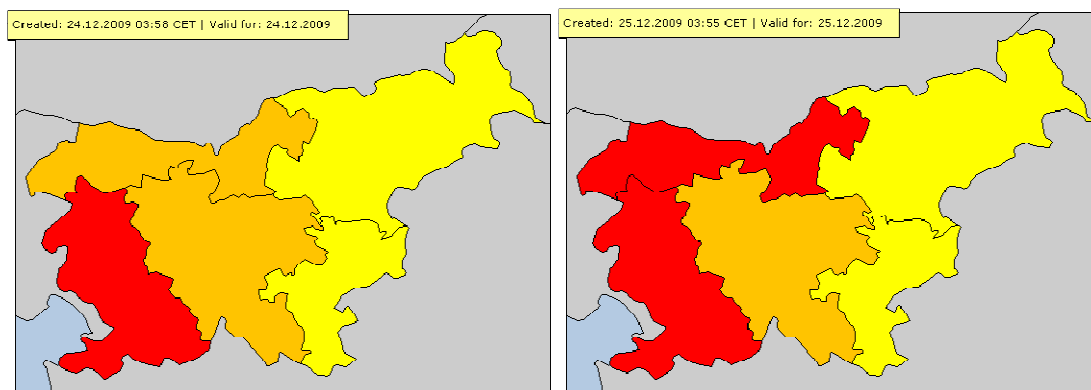 Created: 24.12.2009 03:58 CET | Valid for: 24.12.2009
Created: 25.12.2009 03:55 CET | Valid for: 25.12.2009